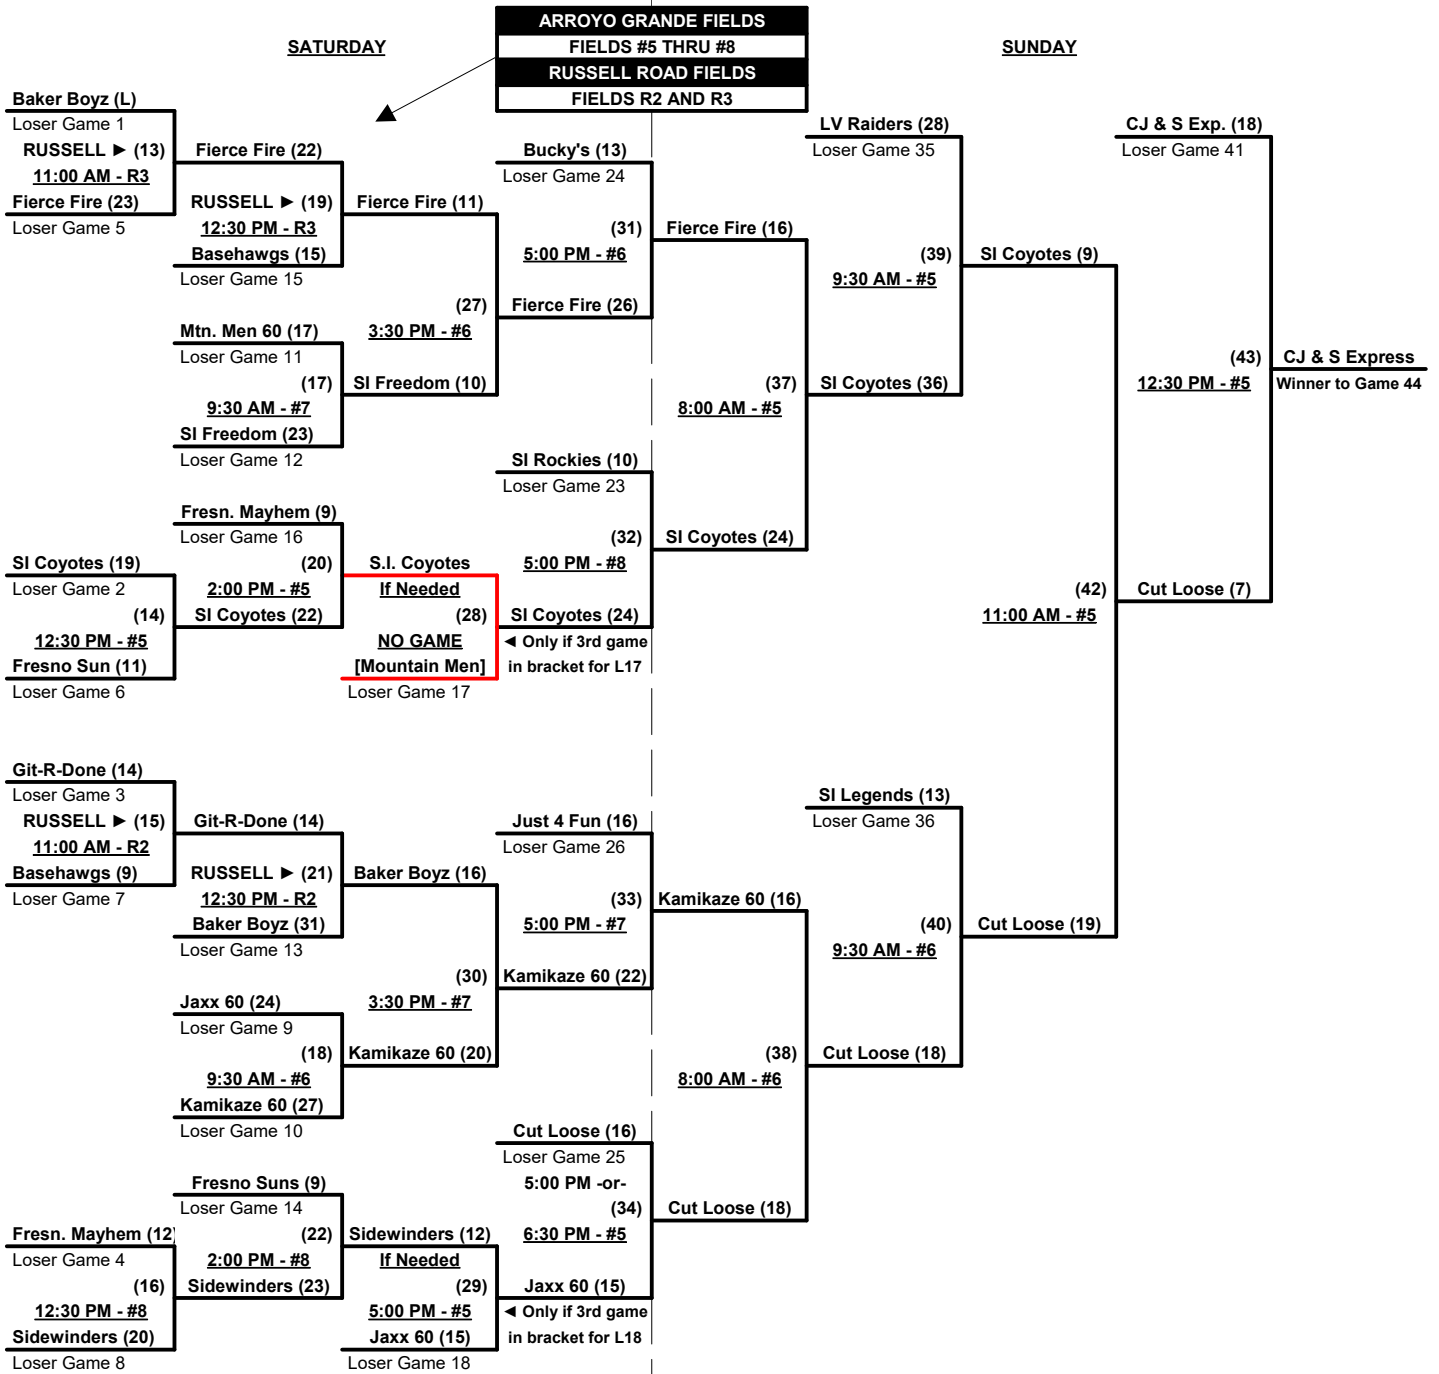 ARROYO GRANDE FIELDS
SATURDAY
FIELDS #5 THRU #8
SUNDAY
RUSSELL ROAD FIELDS
FIELDS R2 AND R3
Baker Boyz (L)
Loser Game 1
RUSSELL ► (13)
11:00 AM - R3
Fierce Fire (23)
Loser Game 5
Fierce Fire (22)
RUSSELL ► (19)
12:30 PM - R3
Basehawgs (15)
Loser Game 15
Fierce Fire (11)
Mtn. Men 60 (17)
Loser Game 11
(17)
9:30 AM - #7
SI Freedom (23)
Loser Game 12
(27)
3:30 PM - #6
SI Freedom (10)
Bucky's (13)
Loser Game 24
(31)
5:00 PM - #6
Fierce Fire (26)
Fierce Fire (16)
Fresn. Mayhem (9)
Loser Game 16
SI Coyotes (19)
Loser Game 2
(14)
12:30 PM - #5
Fresno Sun (11)
Loser Game 6
(20)
2:00 PM - #5
SI Coyotes (22)
S.I. Coyotes
If Needed
(28)
NO GAME
[Mountain Men]
Loser Game 17
SI Rockies (10)
Loser Game 23
(32)
5:00 PM - #8
SI Coyotes (24)
◄ Only if 3rd game
in bracket for L17
SI Coyotes (24)
(37)
8:00 AM - #5
LV Raiders (28)
Loser Game 35
(39)
9:30 AM - #5
SI Coyotes (36)
SI Coyotes (9)
CJ & S Exp. (18)
Loser Game 41
(43)
12:30 PM - #5
CJ & S Express
Winner to Game 44
(42)
11:00 AM - #5
Cut Loose (7)
Git-R-Done (14)
Loser Game 3
RUSSELL ► (15)
11:00 AM - R2
Basehawgs (9)
Loser Game 7
Git-R-Done (14)
RUSSELL ► (21)
12:30 PM - R2
Baker Boyz (31)
Loser Game 13
Baker Boyz (16)
Jaxx 60 (24)
Loser Game 9
(18)
9:30 AM - #6
Kamikaze 60 (27)
Loser Game 10
(30)
3:30 PM - #7
Kamikaze 60 (20)
Just 4 Fun (16)
Loser Game 26
(33)
5:00 PM - #7
Kamikaze 60 (22)
Kamikaze 60 (16)
Fresno Suns (9)
Loser Game 14
Fresn. Mayhem (12)
Loser Game 4
(16)
12:30 PM - #8
Sidewinders (20)
Loser Game 8
(22)
2:00 PM - #8
Sidewinders (23)
Sidewinders (12)
If Needed
(29)
5:00 PM - #5
Jaxx 60 (15)
Loser Game 18
Cut Loose (16)
Loser Game 25
5:00 PM -or-
(34)
6:30 PM - #5
Jaxx 60 (15)
◄ Only if 3rd game
in bracket for L18
Cut Loose (18)
(38)
8:00 AM - #6
SI Legends (13)
Loser Game 36
(40)
9:30 AM - #6
Cut Loose (18)
Cut Loose (19)